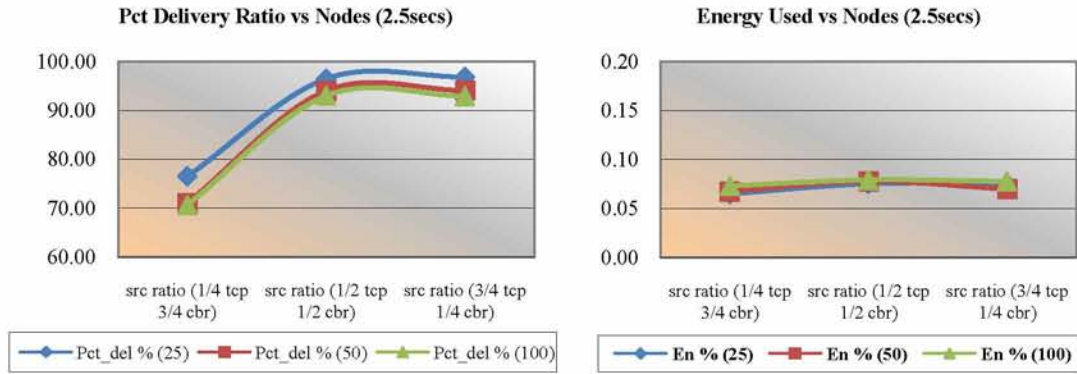 Pct Delivery Ratio vs Nodes (2.5secs)
100.00
90.00
80.00
70.00
60.00
src ratio (1/4 tcp 3/4 cbr)
src ratio (1/2 tcp 1/2 cbr)
src ratio (3/4 tcp 1/4 cbr)
Pct_del % (25)
Pct_del % (50)
Pct_del % (100)
Energy Used vs Nodes (2.5secs)
0.20
0.15
0.10
0.05
0.00
src ratio (1/4 tcp 3/4 cbr)
src ratio (1/2 tcp 1/2 cbr)
src ratio (3/4 tcp 1/4 cbr)
En % (25)
En % (50)
En % (100)